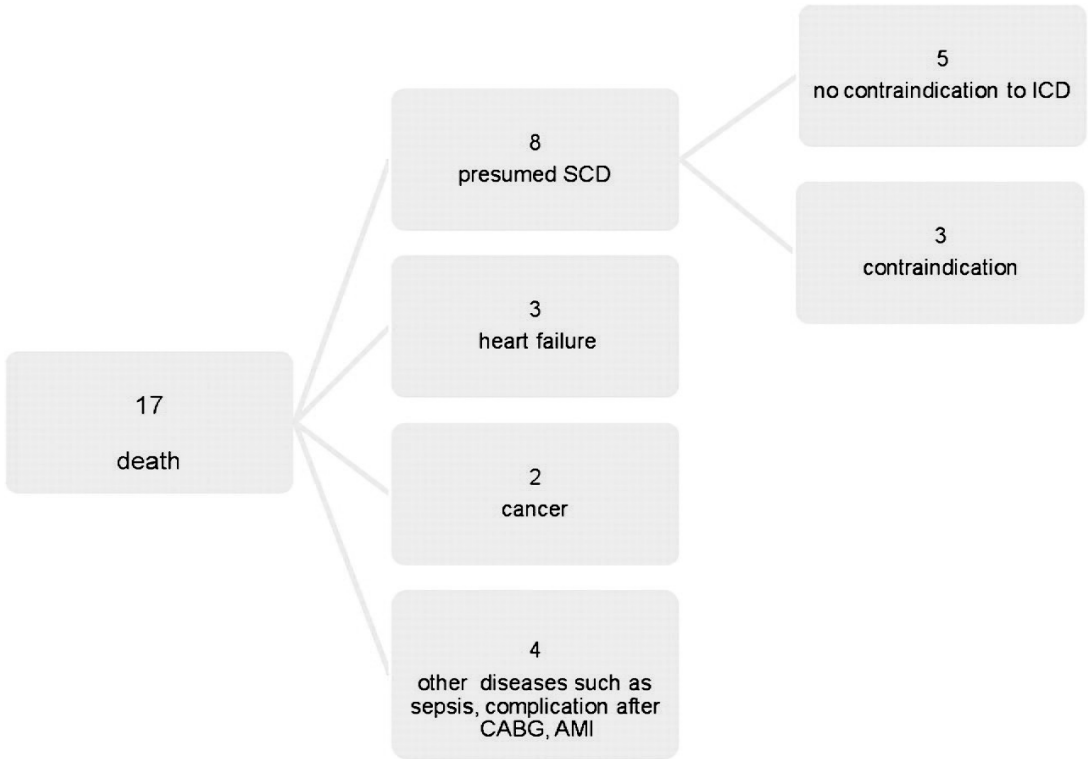 17
death
8
presumed SCD
3
heart failure
2
cancer
4
other diseases such as
sepsis, complication after
CABG, AMI
5
no contraindication to ICD
3
contraindication